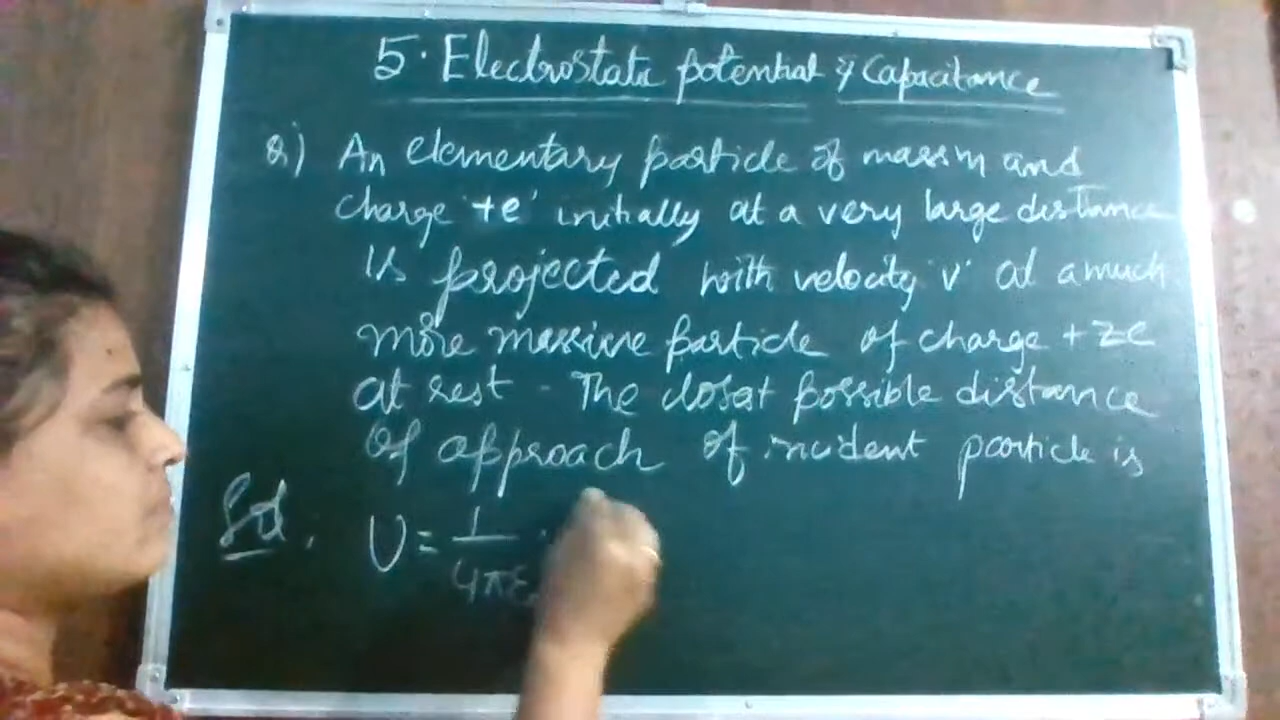 5. Electrostatic potential & Capacitance
Q) An elementary particle of mass m and
charge '+e' initially at a very large distance
is projected with velocity 'v' at a much
more massive particle of charge + ze
at rest - The closest possible distance
Of approach of incident particle is
Sol. U = 1
4πε